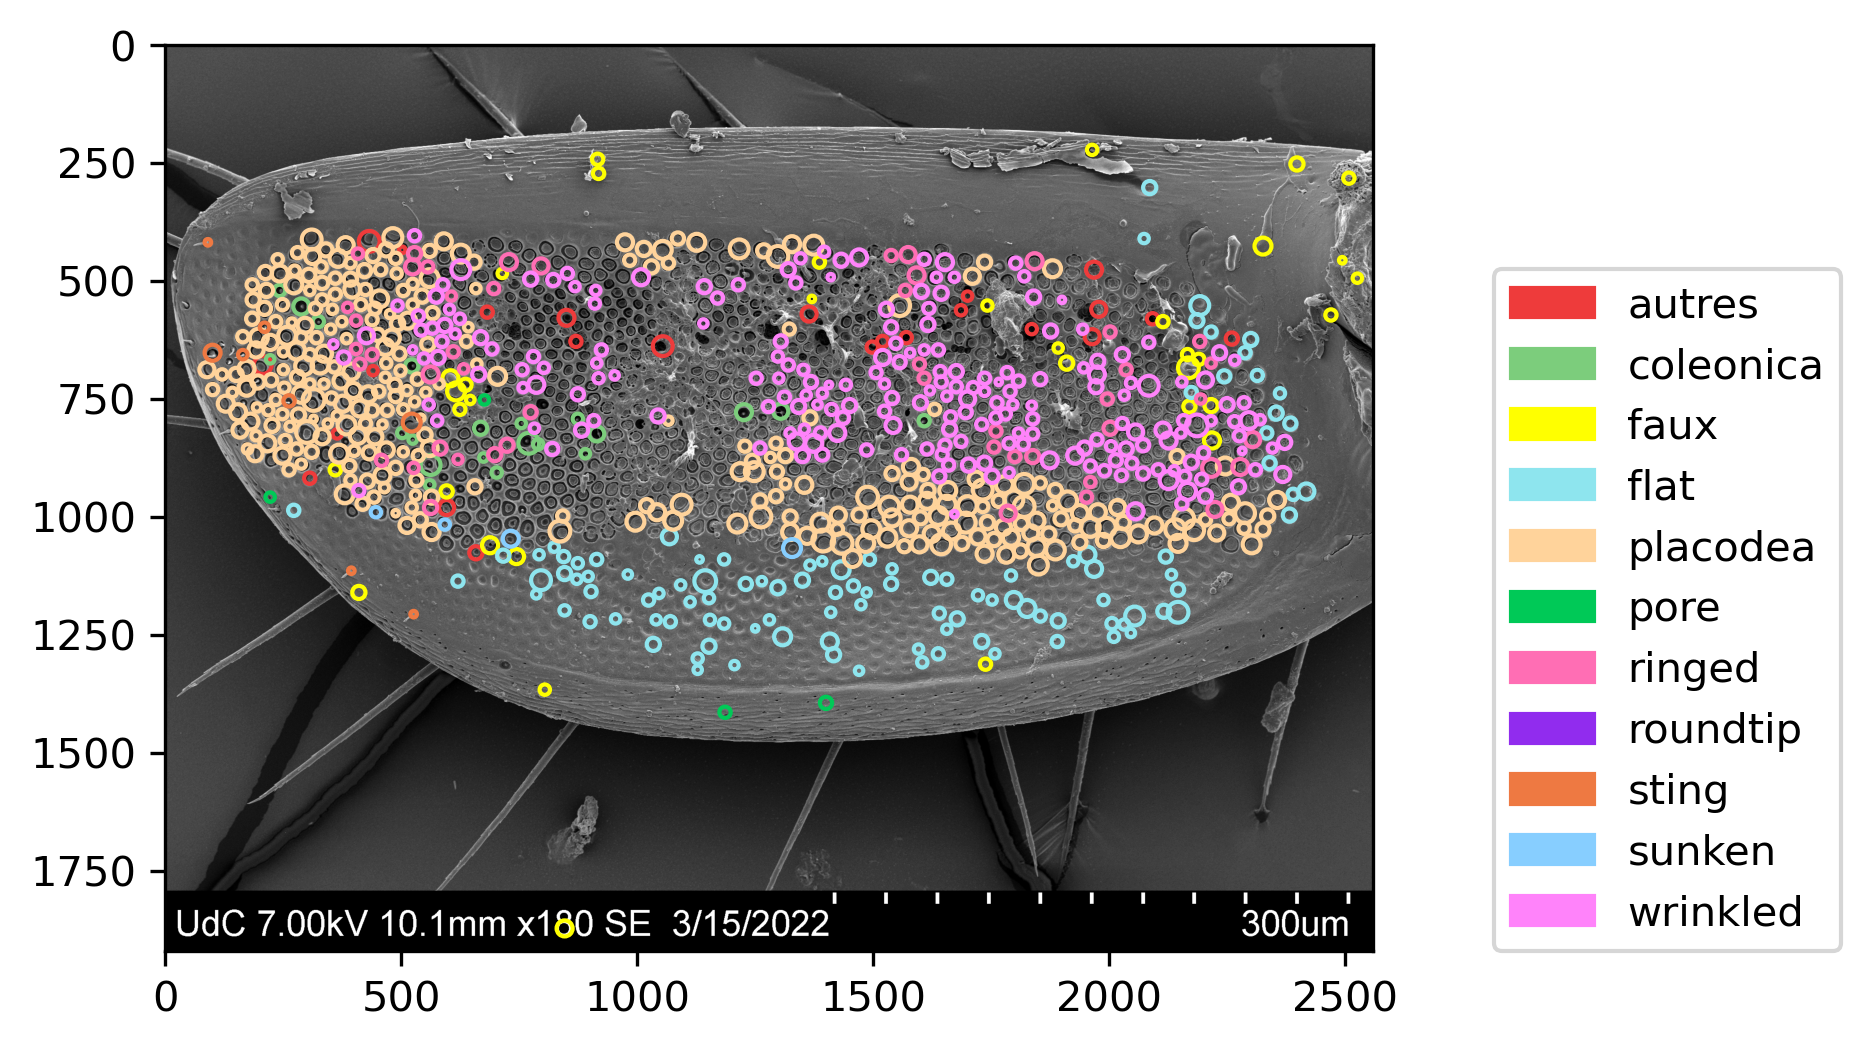 0
250
500
750
1000
1250
1500
1750
0 500 1000 1500 2000 2500
UdC 7.00kV 10.1mm x180 SE 3/15/2022 300um
autres
coleonica
faux
flat
placodea
pore
ringed
roundtip
sting
sunken
wrinkled